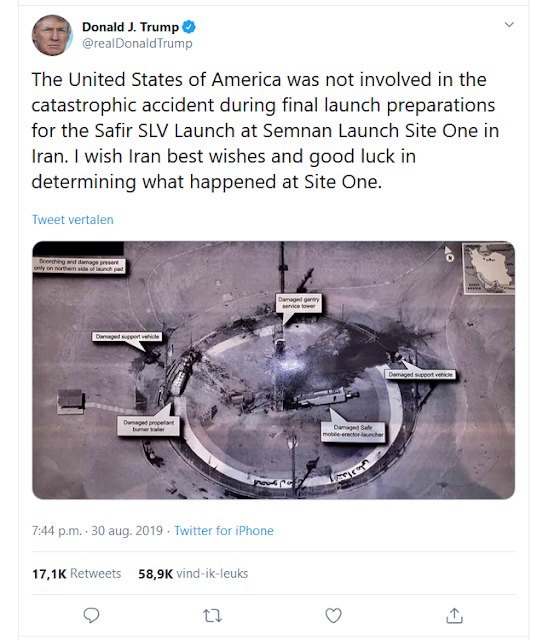 Donald J. Trump
@realDonaldTrump
The United States of America was not involved in the
catastrophic accident during final launch preparations
for the Safir SLV Launch at Semnan Launch Site One in
Iran. I wish Iran best wishes and good luck in
determining what happened at Site One.
Tweet vertalen
Scorching and damage present
only on northern side of launch pad
Damaged gantry
service tower
Damaged support vehicle
Damaged support vehicle
Damaged propellant
burner trailer
Damaged Safir
mobile-erector-launcher
7:44 p.m. · 30 aug. 2019 · Twitter for iPhone
17,1K Retweets 58,9K vind-ik-leuks